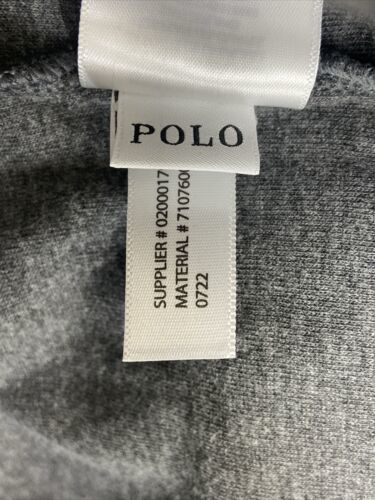 POLO
SUPPLIER # 0200017
MATERIAL # 7107600
0722